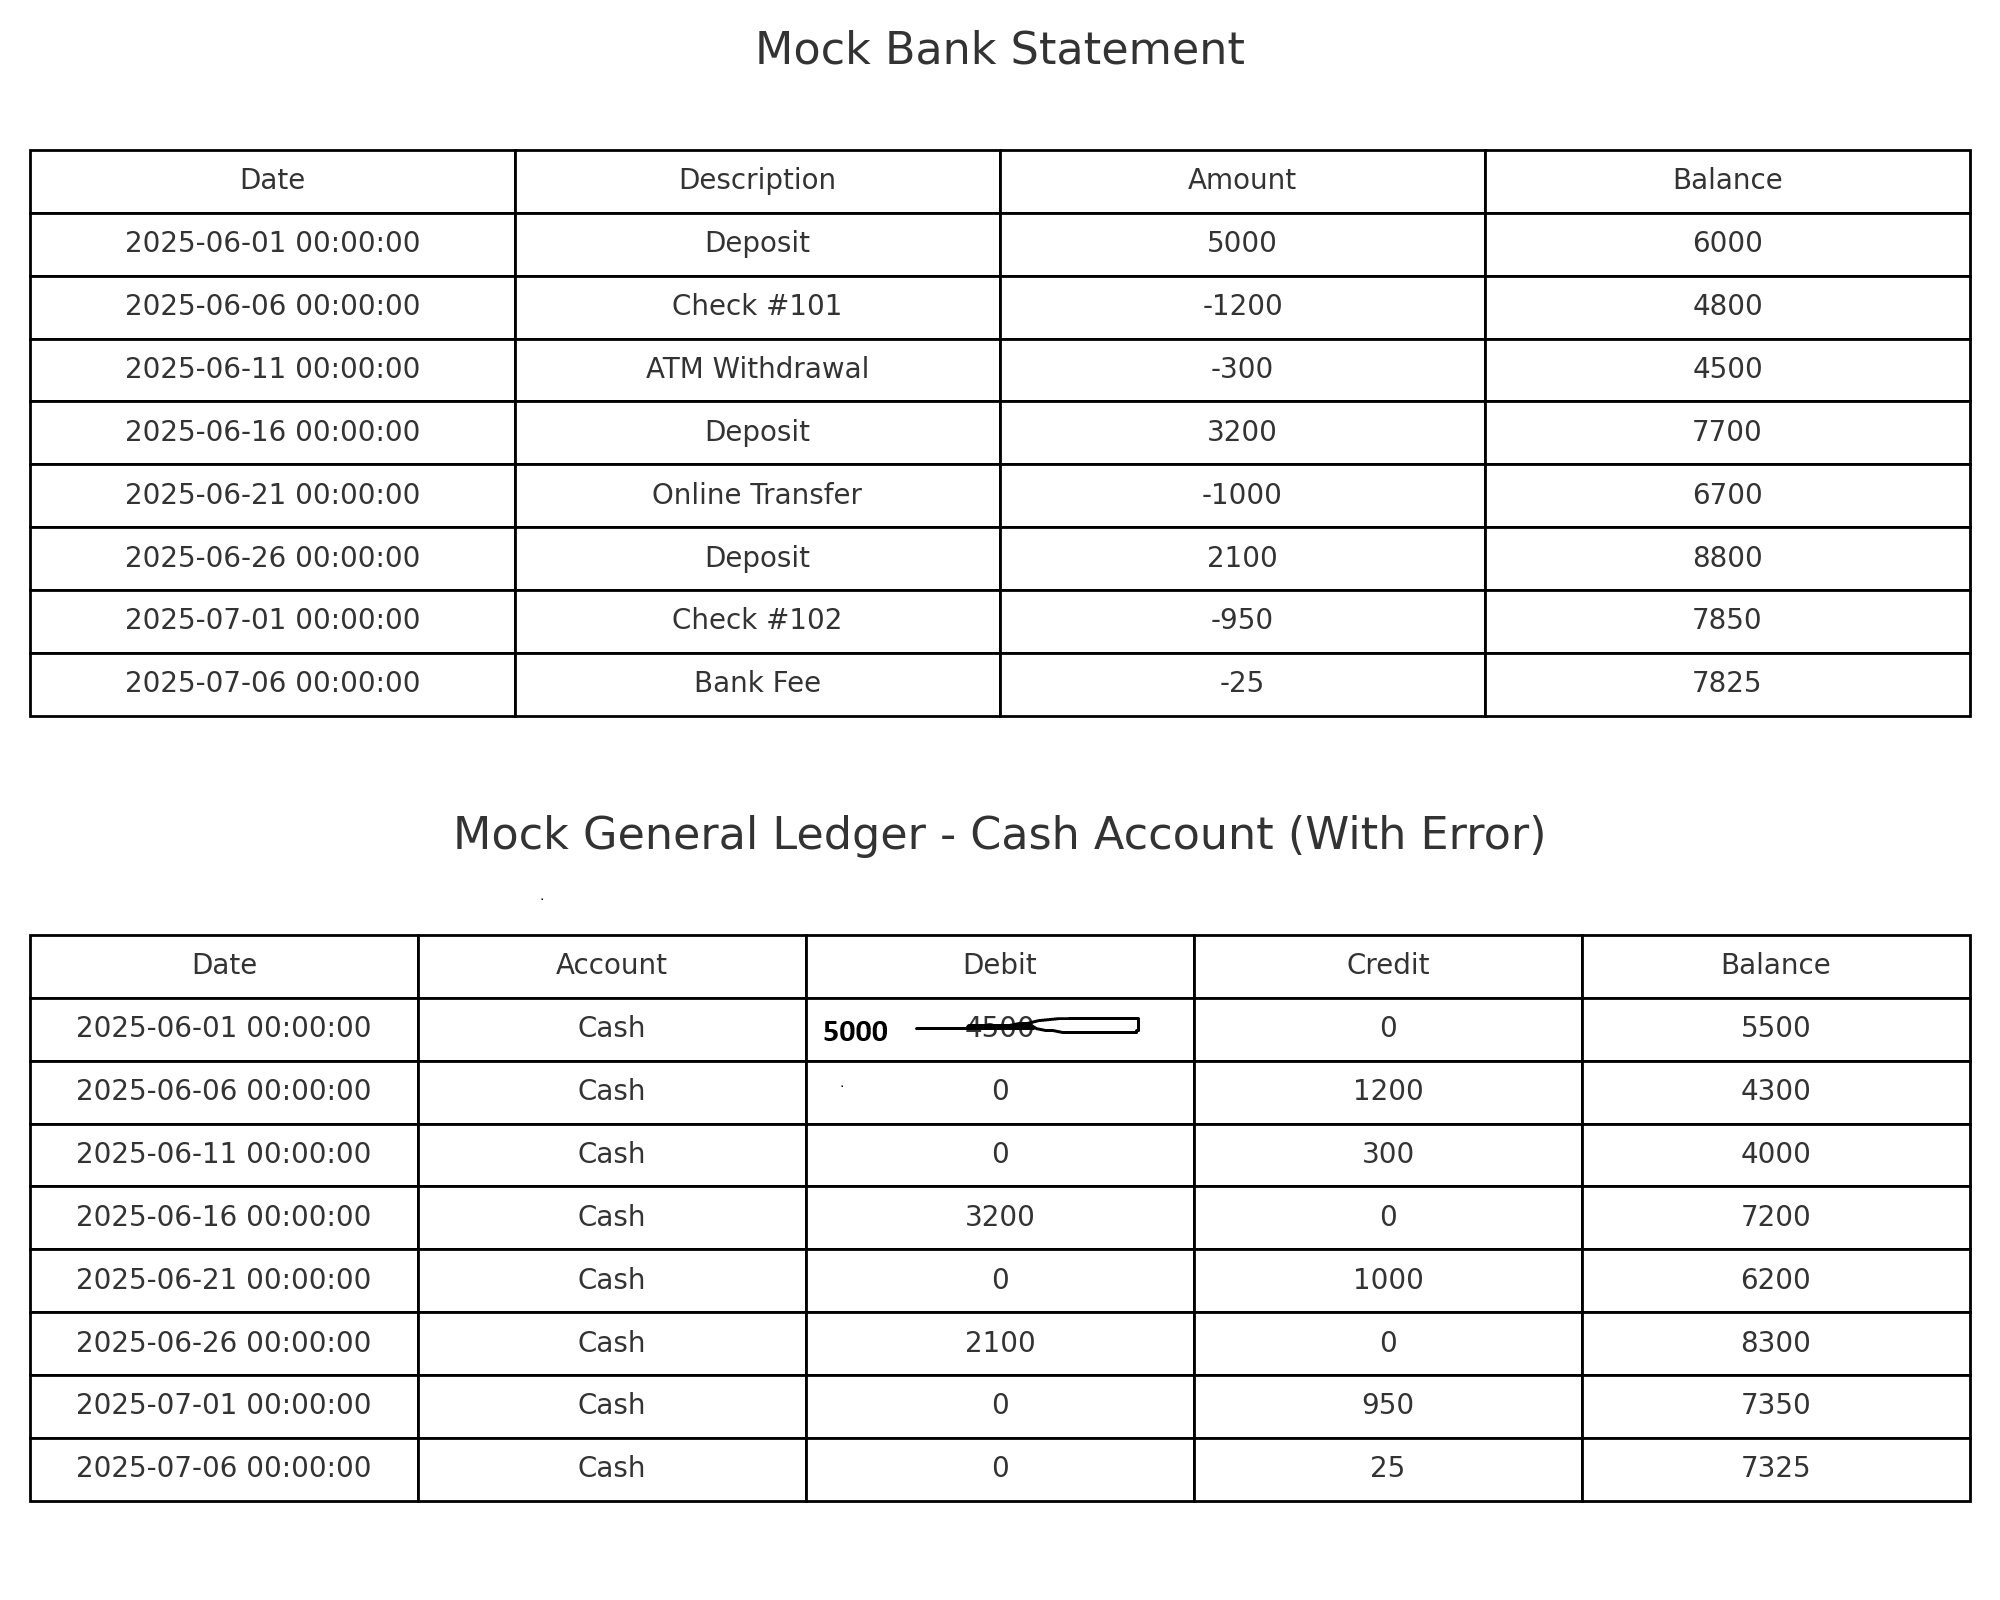 Mock Bank Statement
Date Description Amount Balance
2025-06-01 00:00:00 Deposit 5000 6000
2025-06-06 00:00:00 Check #101 -1200 4800
2025-06-11 00:00:00 ATM Withdrawal -300 4500
2025-06-16 00:00:00 Deposit 3200 7700
2025-06-21 00:00:00 Online Transfer -1000 6700
2025-06-26 00:00:00 Deposit 2100 8800
2025-07-01 00:00:00 Check #102 -950 7850
2025-07-06 00:00:00 Bank Fee -25 7825
Mock General Ledger - Cash Account (With Error)
Date Account Debit Credit Balance
2025-06-01 00:00:00 Cash 5000 4500 0 5500
2025-06-06 00:00:00 Cash 0 1200 4300
2025-06-11 00:00:00 Cash 0 300 4000
2025-06-16 00:00:00 Cash 3200 0 7200
2025-06-21 00:00:00 Cash 0 1000 6200
2025-06-26 00:00:00 Cash 2100 0 8300
2025-07-01 00:00:00 Cash 0 950 7350
2025-07-06 00:00:00 Cash 0 25 7325